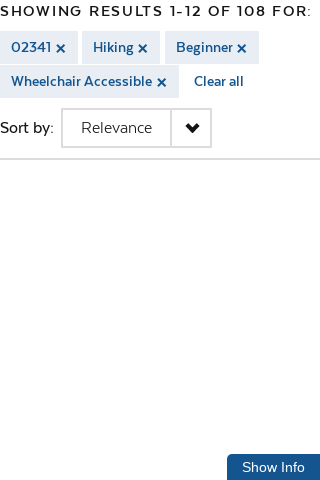 SHOWING RESULTS 1-12 OF 108 FOR:
02341 × Hiking × Beginner ×
Wheelchair Accessible × Clear all
Sort by: Relevance
Show Info